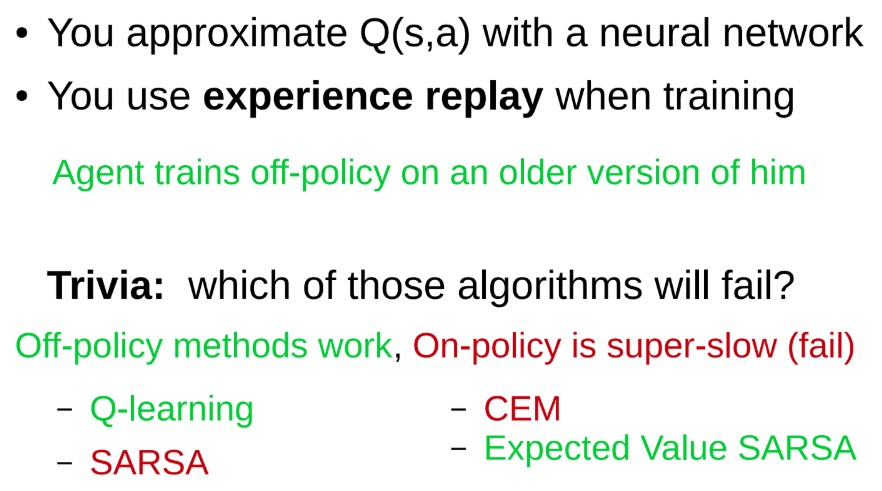 • You approximate Q(s,a) with a neural network
• You use experience replay when training
Agent trains off-policy on an older version of him
Trivia: which of those algorithms will fail?
Off-policy methods work, On-policy is super-slow (fail)
– Q-learning
– SARSA
– CEM
– Expected Value SARSA